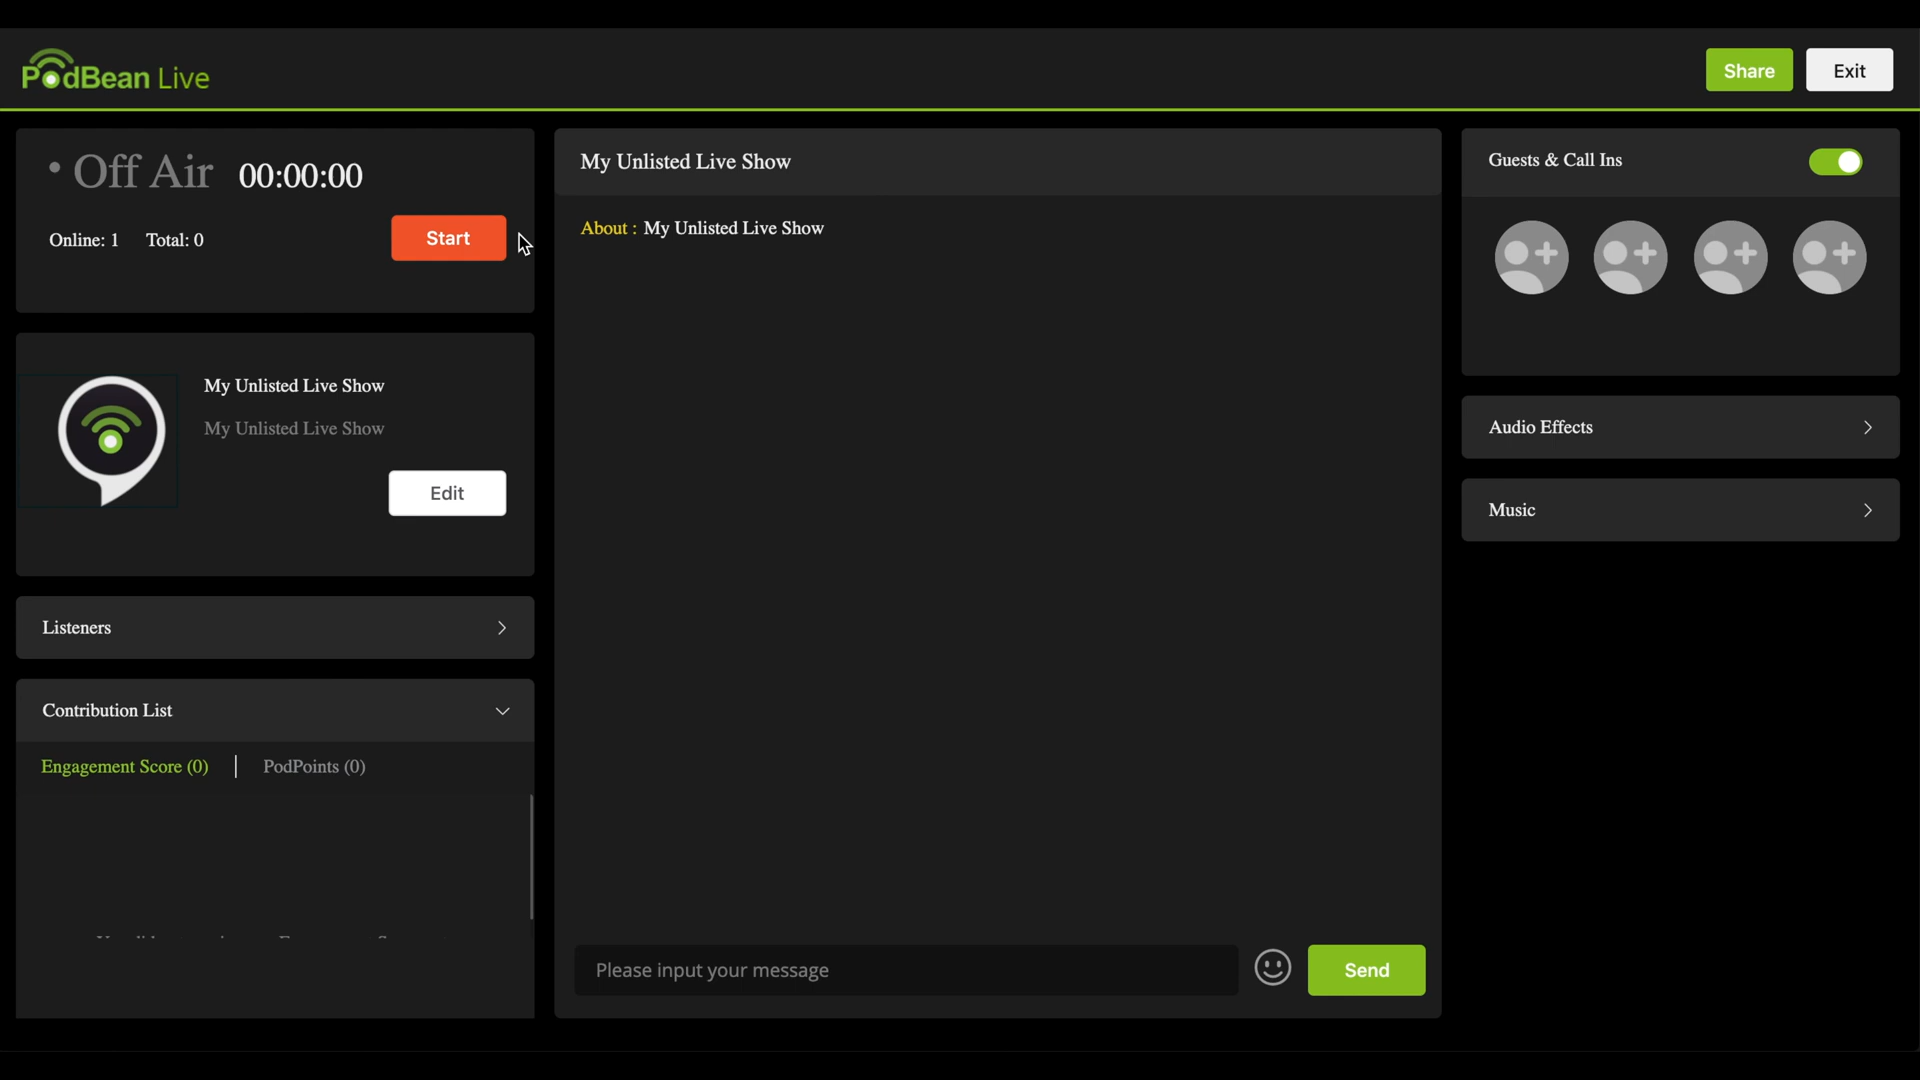 PodBean Live
Share
Exit
• Off Air 00:00:00
Online: 1 Total: 0
Start
My Unlisted Live Show
My Unlisted Live Show
Edit
Listeners
Contribution List
Engagement Score (0) | PodPoints (0)
My Unlisted Live Show
About : My Unlisted Live Show
Please input your message
Send
Guests & Call Ins
Audio Effects
Music